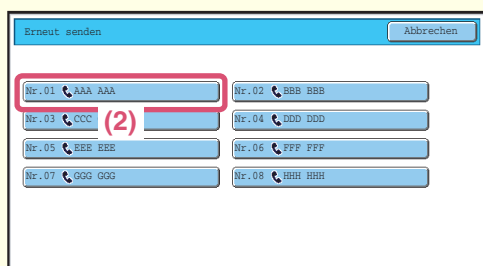 Erneut senden Abbrechen
Nr.01 AAA AAA Nr.02 BBB BBB
Nr.03 CCC (2) Nr.04 DDD DDD
Nr.05 EEE EEE Nr.06 FFF FFF
Nr.07 GGG GGG Nr.08 HHH HHH